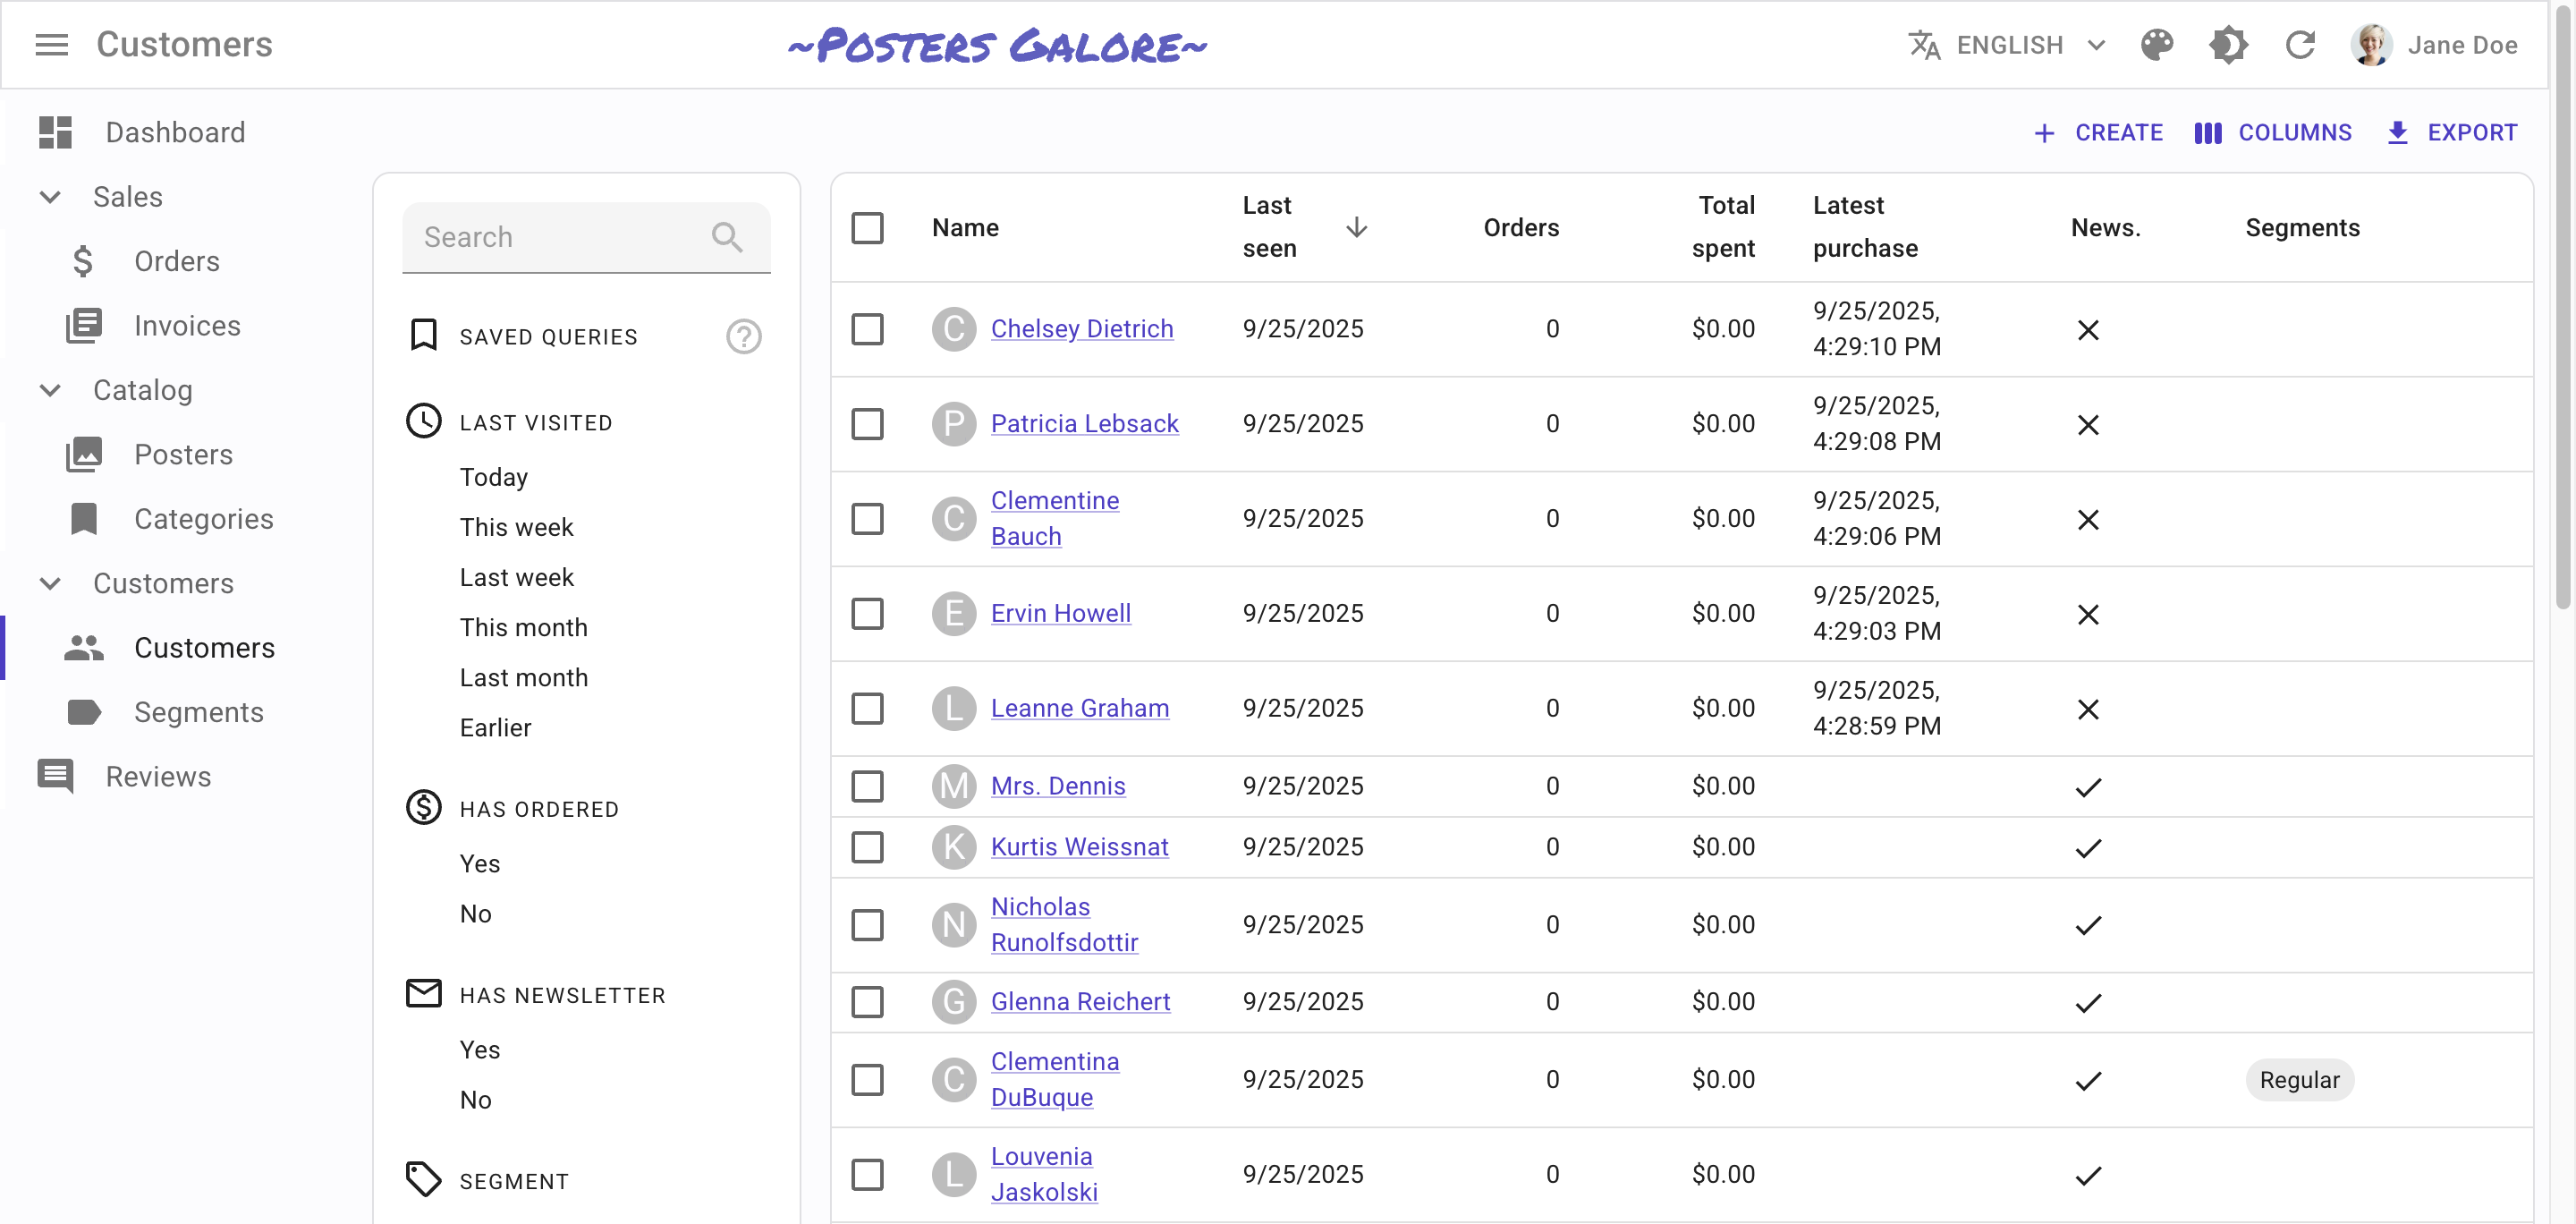 Customers
~Posters Galore~
ENGLISH
Jane Doe
Dashboard
Sales
Orders
Invoices
Catalog
Posters
Categories
Customers
Customers
Segments
Reviews
CREATE
COLUMNS
EXPORT
Search
SAVED QUERIES
?
LAST VISITED
Today
This week
Last week
This month
Last month
Earlier
HAS ORDERED
Yes
No
HAS NEWSLETTER
Yes
No
SEGMENT
Name
Last
seen
Orders
Total
spent
Latest
purchase
News.
Segments
C Chelsey Dietrich 9/25/2025 0 $0.00 9/25/2025,
4:29:10 PM
P Patricia Lebsack 9/25/2025 0 $0.00 9/25/2025,
4:29:08 PM
C Clementine
Bauch 9/25/2025 0 $0.00 9/25/2025,
4:29:06 PM
E Ervin Howell 9/25/2025 0 $0.00 9/25/2025,
4:29:03 PM
L Leanne Graham 9/25/2025 0 $0.00 9/25/2025,
4:28:59 PM
M Mrs. Dennis 9/25/2025 0 $0.00
K Kurtis Weissnat 9/25/2025 0 $0.00
N Nicholas
Runolfsdottir 9/25/2025 0 $0.00
G Glenna Reichert 9/25/2025 0 $0.00
C Clementina
DuBuque 9/25/2025 0 $0.00 Regular
L Louvenia
Jaskolski 9/25/2025 0 $0.00